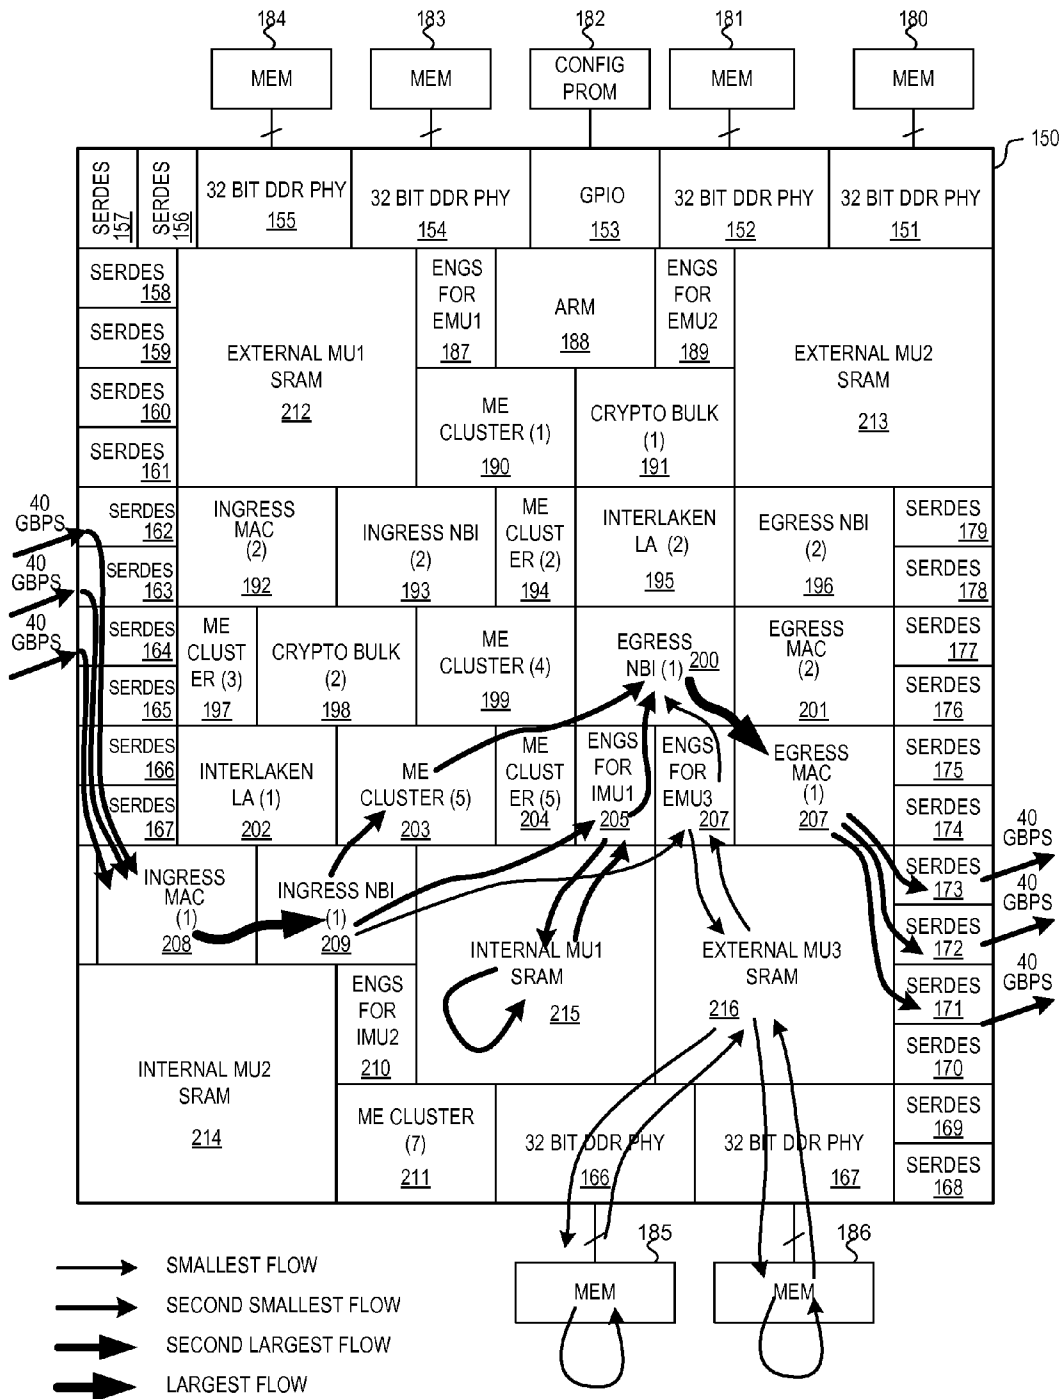 184
183
182
181
180
MEM
MEM
CONFIG
PROM
MEM
MEM
150
SERDES
157
SERDES
156
32 BIT DDR PHY
155
32 BIT DDR PHY
154
GPIO
153
32 BIT DDR PHY
152
32 BIT DDR PHY
151
SERDES
158
SERDES
159
SERDES
160
SERDES
161
EXTERNAL MU1
SRAM
212
ENGS
FOR
EMU1
187
ARM
188
ENGS
FOR
EMU2
189
EXTERNAL MU2
SRAM
213
ME
CLUSTER (1)
190
CRYPTO BULK
(1)
191
40
GBPS
40
GBPS
40
GBPS
SERDES
162
SERDES
163
INGRESS
MAC
(2)
192
INGRESS NBI
(2)
193
ME
CLUST
ER (2)
194
INTERLAKEN
LA (2)
195
EGRESS NBI
(2)
196
SERDES
179
SERDES
178
SERDES
164
SERDES
165
ME
CLUST
ER (3)
197
CRYPTO BULK
(2)
198
ME
CLUSTER (4)
199
EGRESS
NBI (1)
200
EGRESS
MAC (2)
201
SERDES
177
SERDES
176
SERDES
166
SERDES
167
INTERLAKEN
LA (1)
202
ME
CLUSTER (5)
203
ME
CLUST
ER (5)
204
ENGS
FOR
IMU1
205
ENGS
FOR
EMU3
207
EGRESS
MAC
(1)
207
SERDES
175
SERDES
174
INGRESS
MAC
(1)
208
INGRESS NBI
(1)
209
INTERNAL MU1
SRAM
215
EXTERNAL MU3
SRAM
216
SERDES
173
SERDES
172
SERDES
171
SERDES
170
40
GBPS
40
GBPS
40
GBPS
INTERNAL MU2
SRAM
214
ENGS
FOR
IMU2
210
ME CLUSTER
(7)
211
32 BIT DDR PHY
166
32 BIT DDR PHY
167
SERDES
169
SERDES
168
185
186
MEM
MEM
SMALLEST FLOW
SECOND SMALLEST FLOW
SECOND LARGEST FLOW
LARGEST FLOW